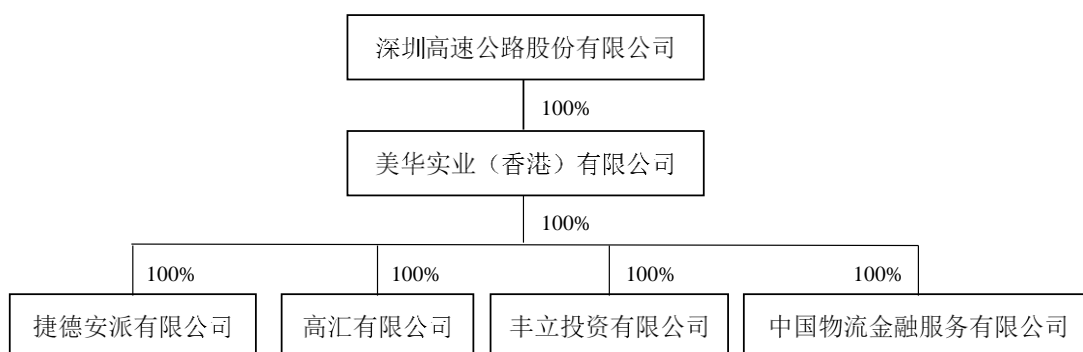 深圳高速公路股份有限公司
100%
美华实业（香港）有限公司
100%
100% 100% 100% 100%
捷德安派有限公司 高汇有限公司 丰立投资有限公司 中国物流金融服务有限公司